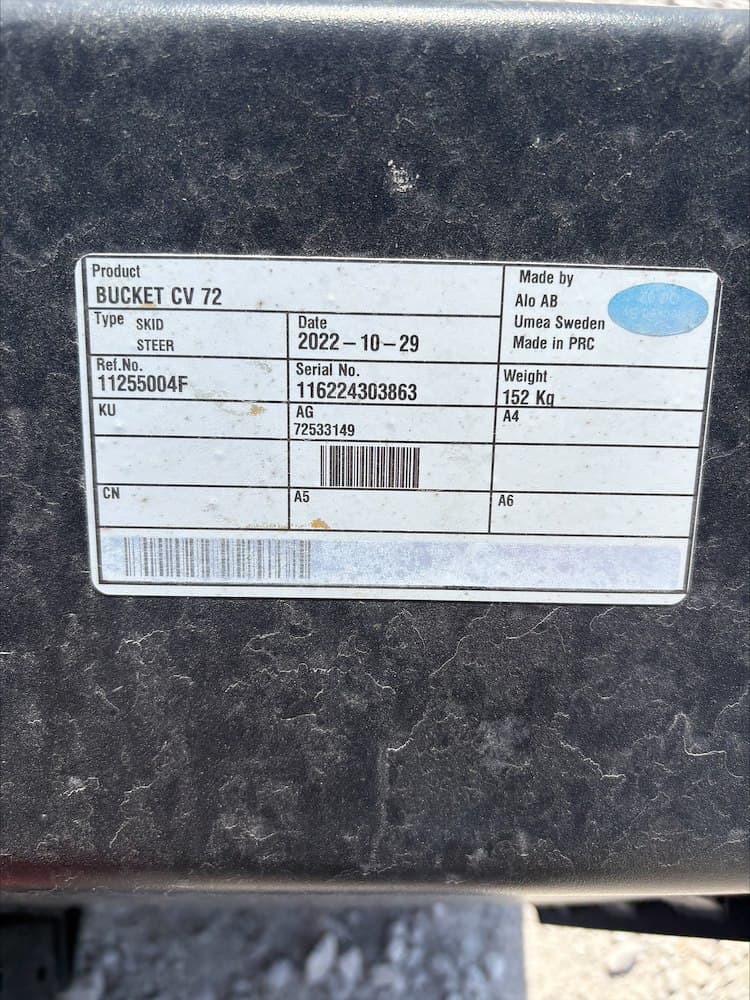 Product
BUCKET CV 72
Made by
Alo AB
Umea Sweden
Made in PRC
Type SKID
STEER
Date
2022-10-29
Ref.No.
11255004F
Serial No.
116224303863
Weight
152 Kg
KU
AG
72533149
A4
CN
A5
A6